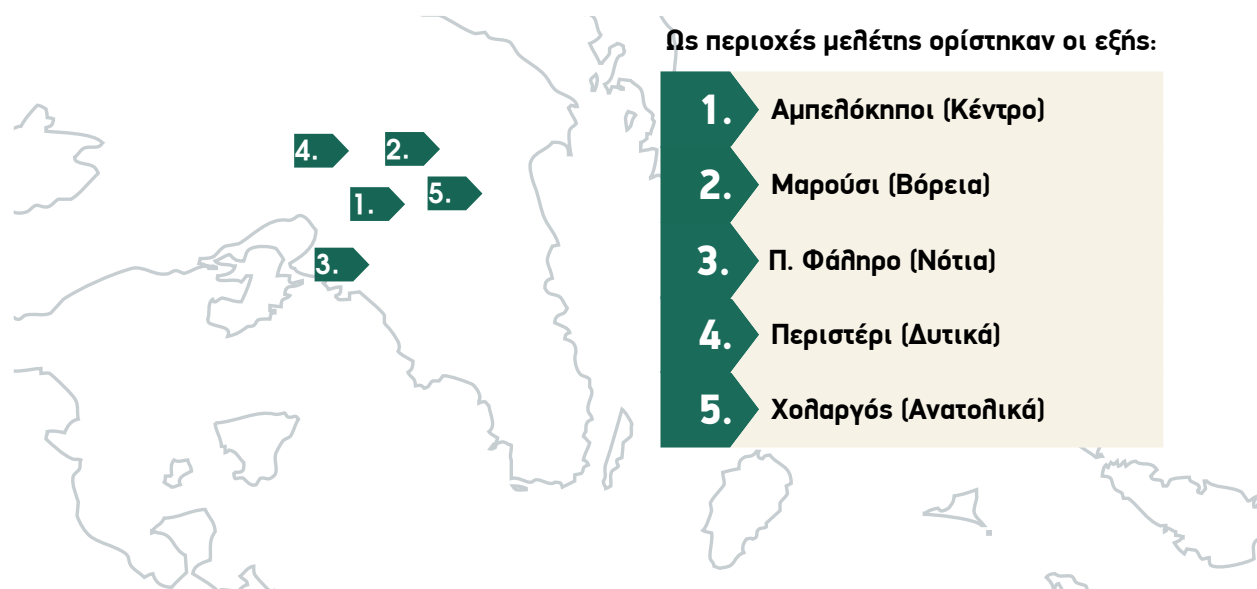 Ως περιοχές μελέτης ορίστηκαν οι εξής:
1. Αμπελόκηποι (Κέντρο)
2. Μαρούσι (Βόρεια)
3. Π. Φάληρο (Νότια)
4. Περιστέρι (Δυτικά)
5. Χολαργός (Ανατολικά)
4.
2.
5.
1.
3.